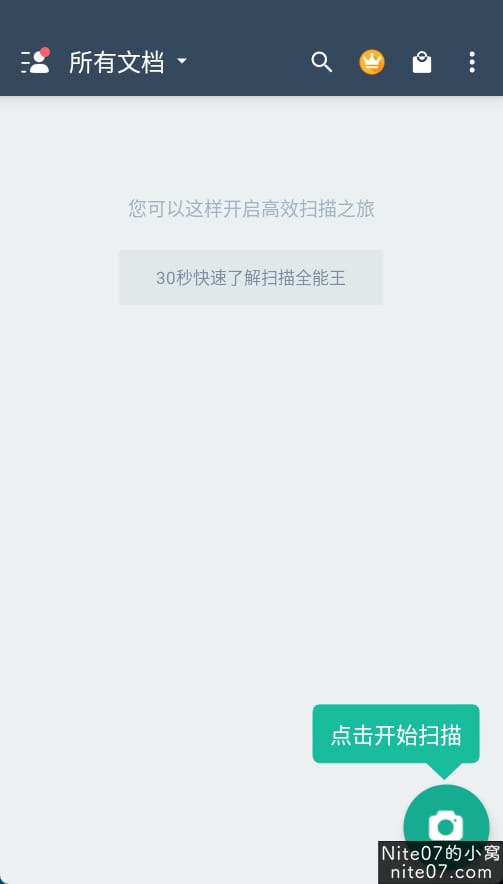 所有文档
您可以这样开启高效扫描之旅
30秒快速了解扫描全能王
点击开始扫描
Nite07的小窝
nite07.com